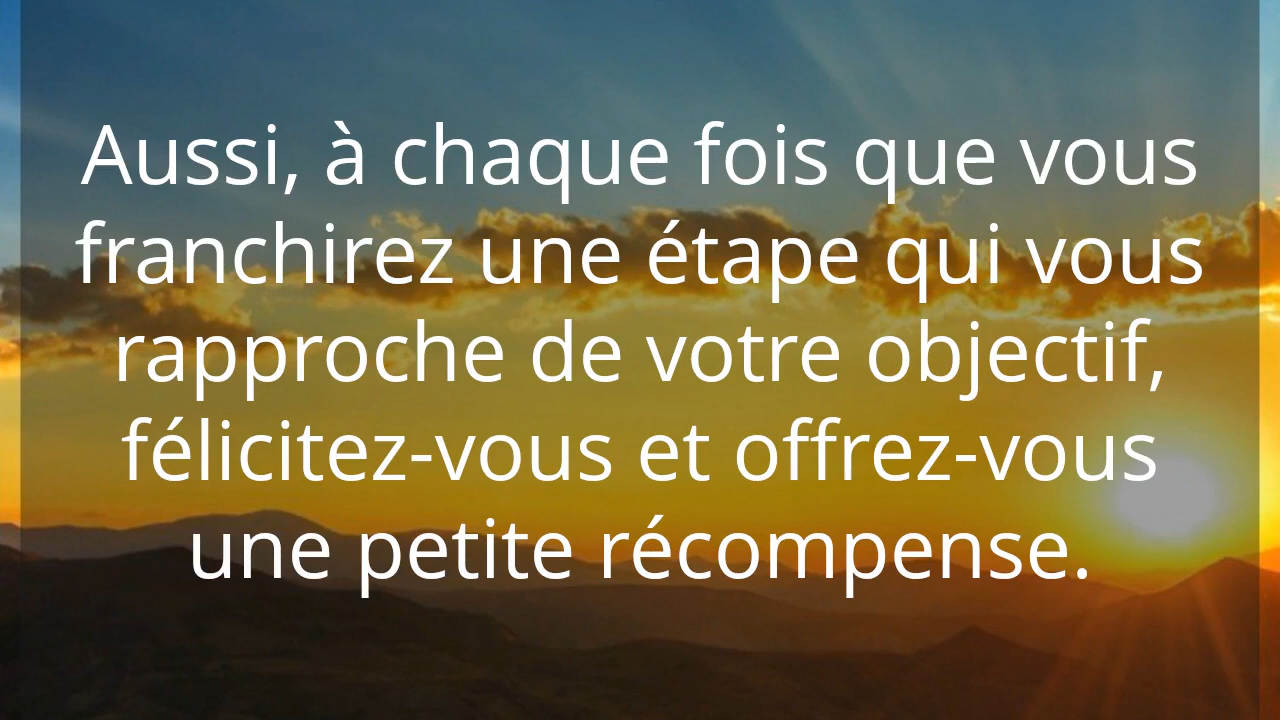 Aussi, à chaque fois que vous
franchirez une étape qui vous
rapproche de votre objectif,
félicitez-vous et offrez-vous
une petite récompense.